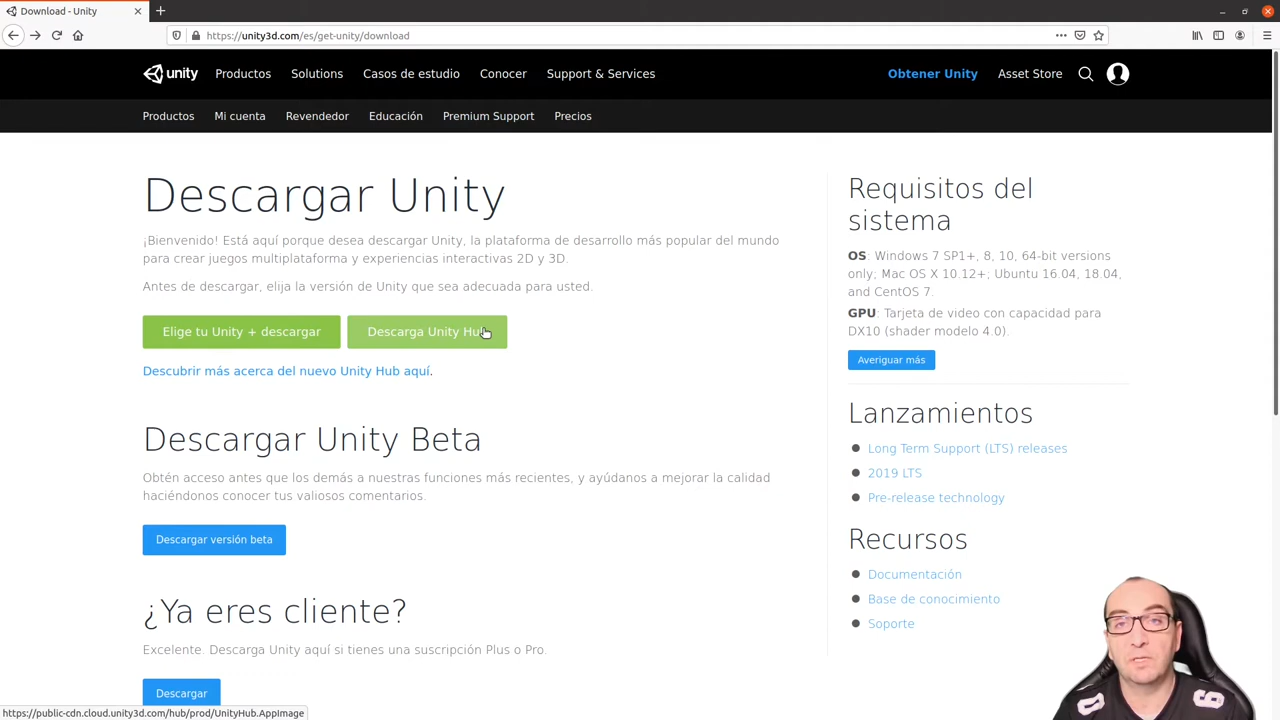 Download - Unity
https://unity3d.com/es/get-unity/download
unity
Productos
Solutions
Casos de estudio
Conocer
Support & Services
Obtener Unity
Asset Store
Productos
Mi cuenta
Revendedor
Educación
Premium Support
Precios
Descargar Unity
¡Bienvenido! Está aquí porque desea descargar Unity, la plataforma de desarrollo más popular del mundo
para crear juegos multiplataforma y experiencias interactivas 2D y 3D.
Antes de descargar, elija la versión de Unity que sea adecuada para usted.
Elige tu Unity + descargar
Descarga Unity Hub
Descubrir más acerca del nuevo Unity Hub aquí.
Descargar Unity Beta
Obtén acceso antes que los demás a nuestras funciones más recientes, y ayúdanos a mejorar la calidad
haciéndonos conocer tus valiosos comentarios.
Descargar versión beta
¿Ya eres cliente?
Excelente. Descarga Unity aquí si tienes una suscripción Plus o Pro.
Descargar
Requisitos del
sistema
OS: Windows 7 SP1+, 8, 10, 64-bit versions
only; Mac OS X 10.12+; Ubuntu 16.04, 18.04,
and CentOS 7.
GPU: Tarjeta de video con capacidad para
DX10 (shader modelo 4.0).
Averiguar más
Lanzamientos
Long Term Support (LTS) releases
2019 LTS
Pre-release technology
Recursos
Documentación
Base de conocimiento
Soporte
https://public-cdn.cloud.unity3d.com/hub/prod/UnityHub.AppImage